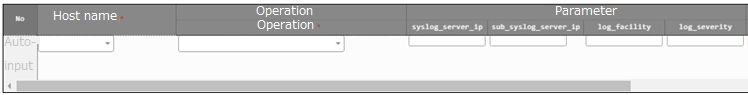 No Host name * Operation Parameter
Operation * syslog_server_ip sub_syslog_server_ip log_facility log_severity
Auto-
input